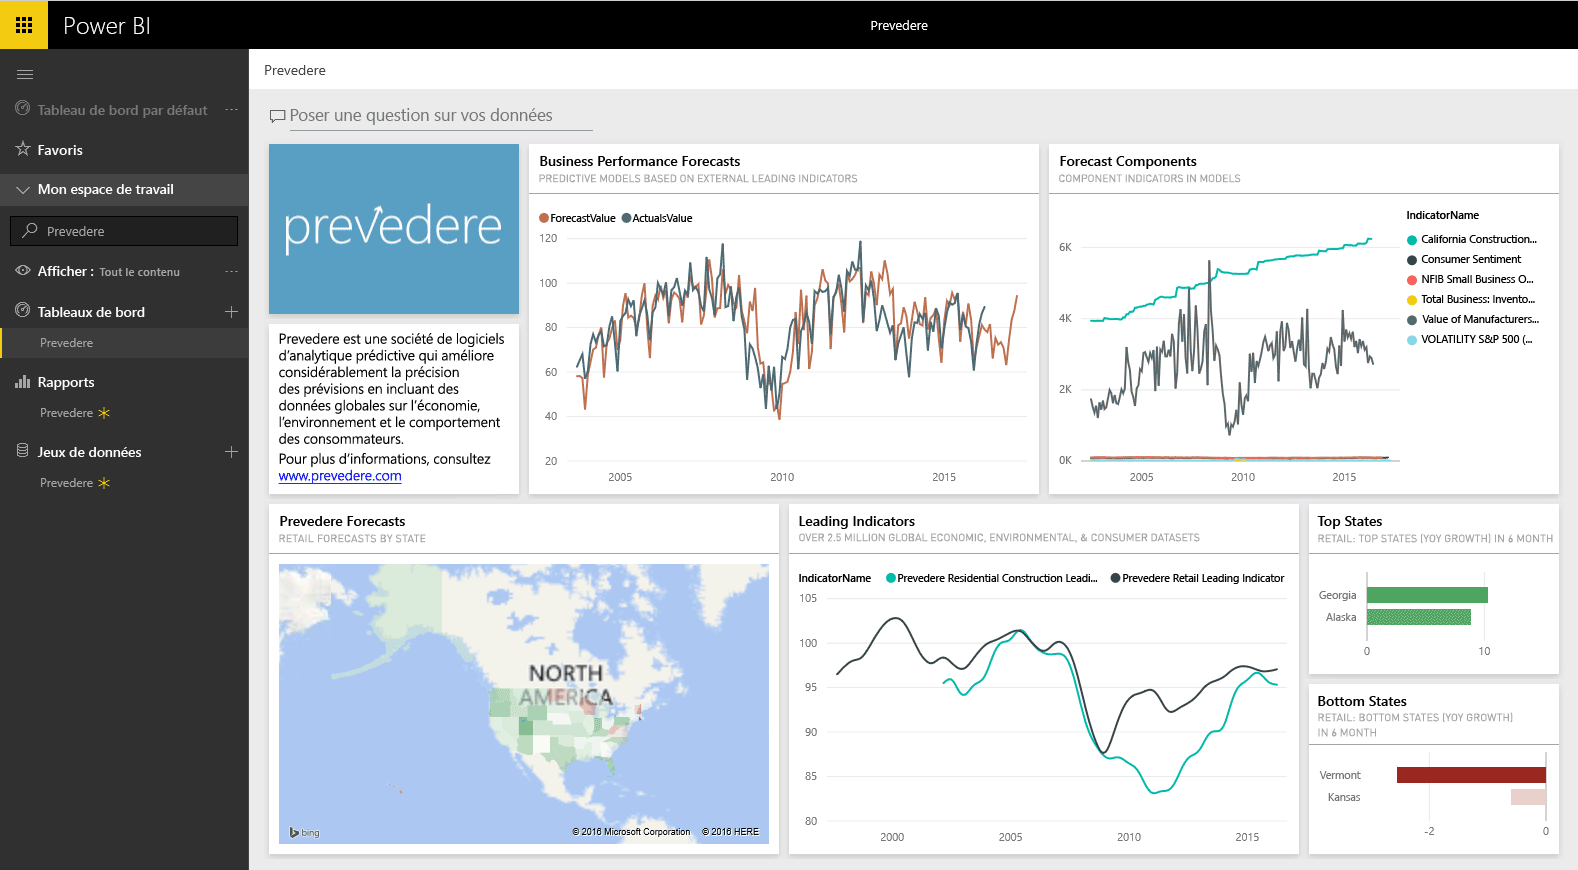 Power BI
Prevedere
Prevedere
Tableau de bord par défaut ...
Favoris
Mon espace de travail
Prevedere
Afficher : Tout le contenu ...
Tableaux de bord
Prevedere
Rapports
Prevedere
Jeux de données
Prevedere
Poser une question sur vos données
prevedere
Prevedere est une société de logiciels
d'analytique prédictive qui améliore
considérablement la précision
des prévisions en incluant des
données globales sur l'économie,
l'environnement et le comportement
des consommateurs.
Pour plus d'informations, consultez
www.prevedere.com
Business Performance Forecasts
PREDICTIVE MODELS BASED ON EXTERNAL LEADING INDICATORS
ForecastValue ActualsValue
120
100
80
60
40
20
2005 2010 2015
Forecast Components
COMPONENT INDICATORS IN MODELS
6K
4K
2K
0K
2005 2010 2015
IndicatorName
California Construction...
Consumer Sentiment
NFIB Small Business O...
Total Business: Invento...
Value of Manufacturers...
VOLATILITY S&P 500 (...
Prevedere Forecasts
RETAIL FORECASTS BY STATE
NORTH
AMERICA
bing
© 2016 Microsoft Corporation © 2016 HERE
Leading Indicators
OVER 2.5 MILLION GLOBAL ECONOMIC, ENVIRONMENTAL, & CONSUMER DATASETS
IndicatorName Prevedere Residential Construction Leadi... Prevedere Retail Leading Indicator
105
100
95
90
85
80
2000 2005 2010 2015
Top States
RETAIL: TOP STATES (YOY GROWTH) IN 6 MONTH
Georgia
Alaska
0 10
Bottom States
RETAIL: BOTTOM STATES (YOY GROWTH)
IN 6 MONTH
Vermont
Kansas
-2 0